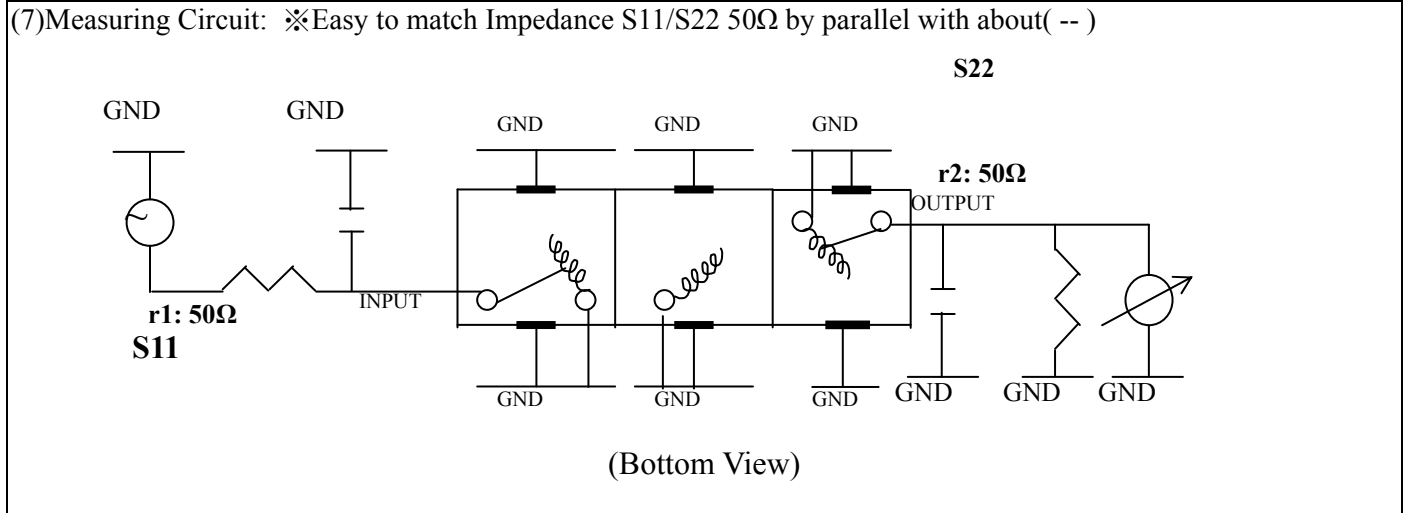 (7)Measuring Circuit: ※Easy to match Impedance S11/S22 50Ω by parallel with about( -- )
S22
GND GND GND GND GND
r2: 50Ω
OUTPUT
INPUT
r1: 50Ω
S11
GND GND GND GND GND GND
(Bottom View)